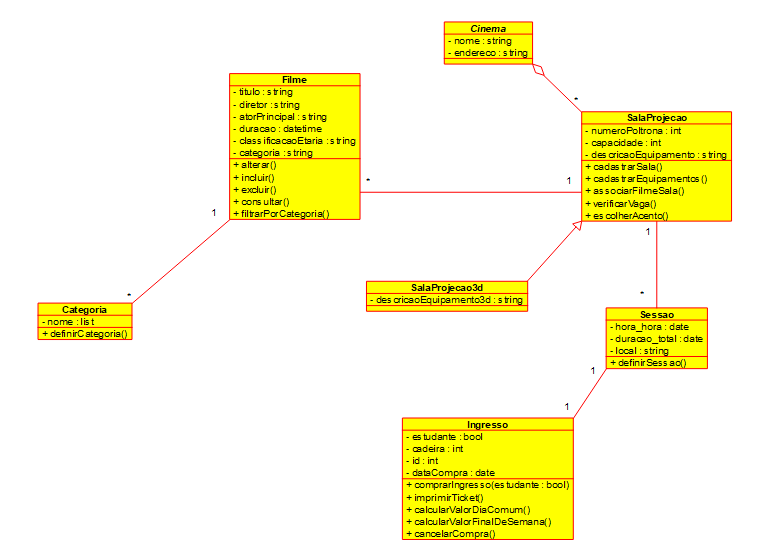 Cinema
- nome : string
- endereco : string
*
Filme
- titulo : string
- diretor : string
- atorPrincipal : string
- duracao : datetime
- classificacaoEtaria : string
- categoria : string
+ alterar()
+ incluir()
+ excluir()
+ consultar()
+ filtrarPorCategoria()
SalaProjecao
- numeroPoltrona : int
- capacidade : int
- descricaoEquipamento : string
+ cadastrarSala()
+ cadastrarEquipamentos()
+ associarFilmeSala()
+ verificarVaga()
+ escolherAcento()
*
1
1
*
1
*
SalaProjecao3d
- descricaoEquipamento3d : string
Categoria
- nome : list
+ definirCategoria()
Sessao
- hora_hora : date
- duracao_total : date
- local : string
+ definirSessao()
1
1
Ingresso
- estudante : bool
- cadeira : int
- id : int
- dataCompra : date
+ comprarIngresso(estudante : bool)
+ imprimirTicket()
+ calcularValorDiaComum()
+ calcularValorFinalDeSemana()
+ cancelarCompra()